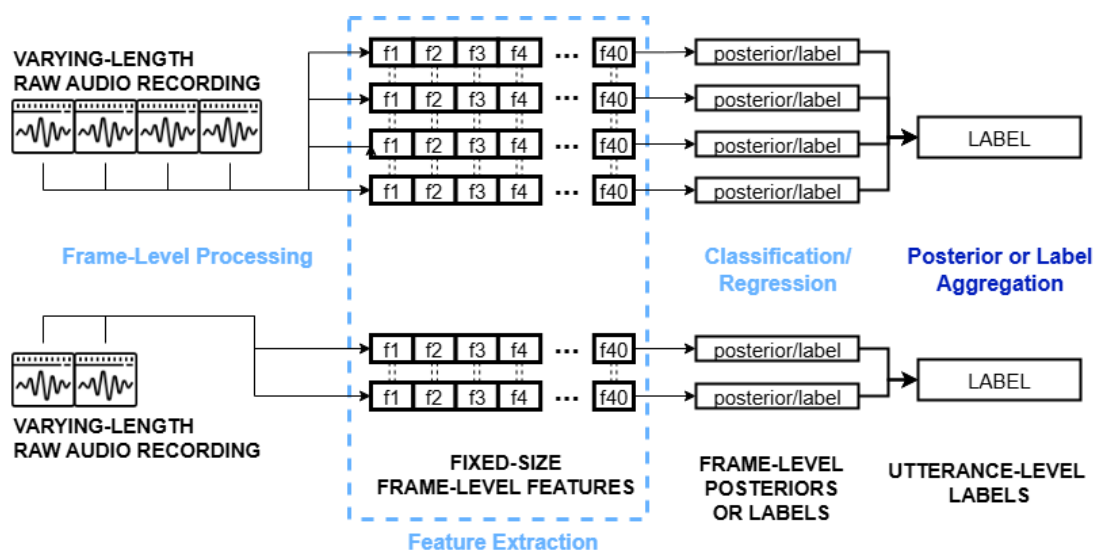 VARYING-LENGTH
RAW AUDIO RECORDING
f1 f2 f3 f4 ... f40 posterior/label
f1 f2 f3 f4 ... f40 posterior/label
f1 f2 f3 f4 ... f40 posterior/label
f1 f2 f3 f4 ... f40 posterior/label
LABEL
Frame-Level Processing
Classification/
Regression
Posterior or Label
Aggregation
f1 f2 f3 f4 ... f40 posterior/label
f1 f2 f3 f4 ... f40 posterior/label
LABEL
VARYING-LENGTH
RAW AUDIO RECORDING
FIXED-SIZE
FRAME-LEVEL FEATURES
FRAME-LEVEL
POSTERIORS
OR LABELS
UTTERANCE-LEVEL
LABELS
Feature Extraction